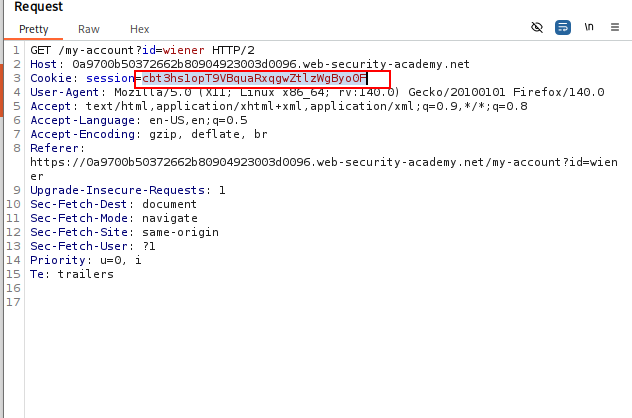 Request
Pretty Raw Hex
\n
1 GET /my-account?id=wiener HTTP/2
2 Host: 0a9700b50372662b80904923003d0096.web-security-academy.net
3 Cookie: session=cbt3hs1opT9VBquaRxqgwZtlzWgByo0F
4 User-Agent: Mozilla/5.0 (X11; Linux x86_64; rv:140.0) Gecko/20100101 Firefox/140.0
5 Accept: text/html,application/xhtml+xml,application/xml;q=0.9,*/*;q=0.8
6 Accept-Language: en-US,en;q=0.5
7 Accept-Encoding: gzip, deflate, br
8 Referer:
https://0a9700b50372662b80904923003d0096.web-security-academy.net/my-account?id=wien
er
9 Upgrade-Insecure-Requests: 1
10 Sec-Fetch-Dest: document
11 Sec-Fetch-Mode: navigate
12 Sec-Fetch-Site: same-origin
13 Sec-Fetch-User: ?1
14 Priority: u=0, i
15 Te: trailers
16
17